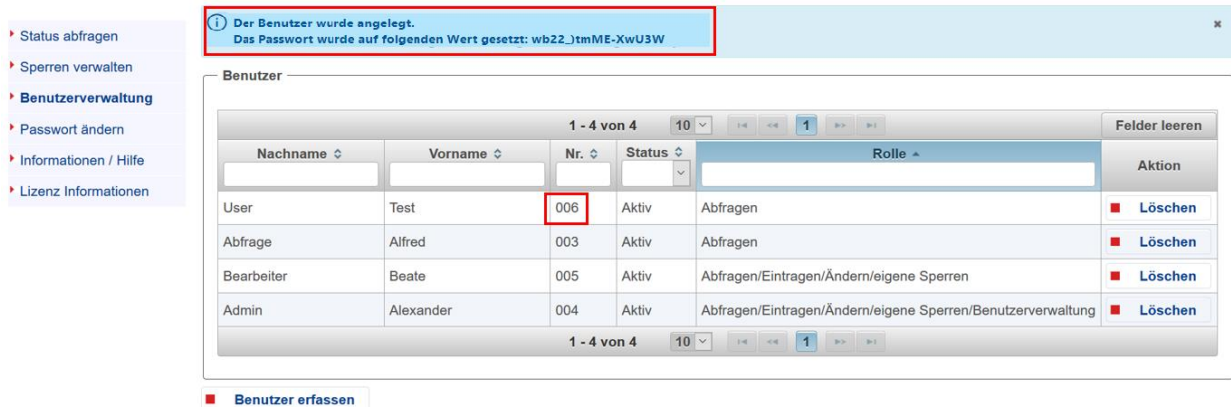 Status abfragen
Sperren verwalten
Benutzerverwaltung
Passwort ändern
Informationen / Hilfe
Lizenz Informationen
Der Benutzer wurde angelegt.
Das Passwort wurde auf folgenden Wert gesetzt: wb22_)tmME-XwU3W
Benutzer
1 - 4 von 4 10 1 Felder leeren
Nachname Vorname Nr. Status Rolle Aktion
User Test 006 Aktiv Abfragen Löschen
Abfrage Alfred 003 Aktiv Abfragen Löschen
Bearbeiter Beate 005 Aktiv Abfragen/Eintragen/Ändern/eigene Sperren Löschen
Admin Alexander 004 Aktiv Abfragen/Eintragen/Ändern/eigene Sperren/Benutzerverwaltung Löschen
1 - 4 von 4 10 1
Benutzer erfassen